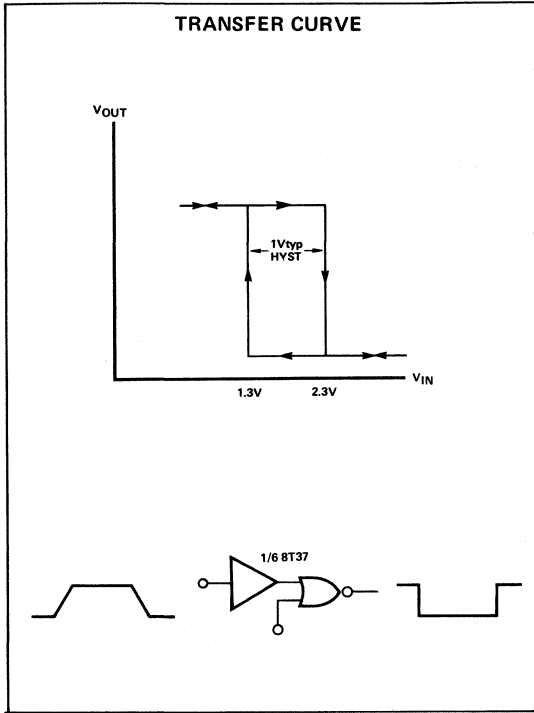 TRANSFER CURVE
VOUT
1Vtyp
HYST
1.3V 2.3V
VIN
1/6 8T37